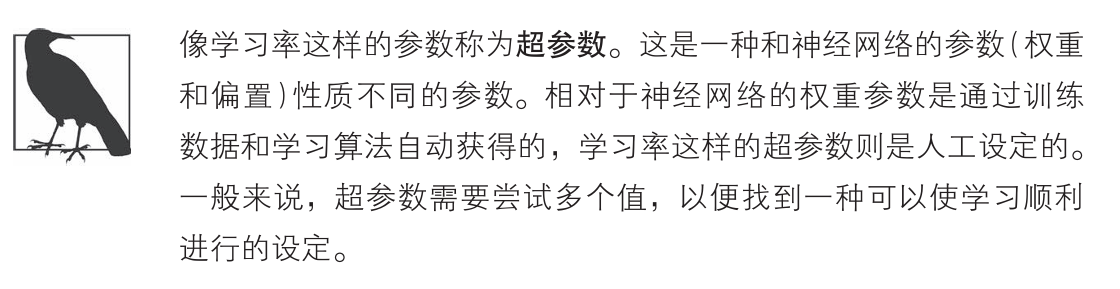 像学习率这样的参数称为超参数。这是一种和神经网络的参数(权重
和偏置)性质不同的参数。相对于神经网络的权重参数是通过训练
数据和学习算法自动获得的，学习率这样的超参数则是人工设定的。
一般来说，超参数需要尝试多个值，以便找到一种可以使学习顺利
进行的设定。